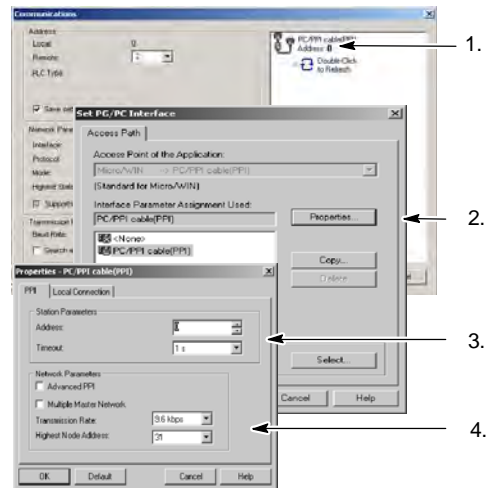 Communications
Address
Local: 0
Remote: 2
PLC Type:
Save set
PC/PPI cable(PPI)
Address: 0
Double-Click
to Refresh
1.
Set PG/PC Interface
Access Path
Access Point of the Application:
Micro/WIN -> PC/PPI cable(PPI)
(Standard for Micro/WIN)
Interface Parameter Assignment Used:
PC/PPI cable(PPI)
Properties...
2.
<None>
PC/PPI cable(PPI)
Copy...
Delete
Select...
Cancel
Help
Network Para
Interface:
Protocol:
Mode:
Highest Stati
Supports
Transmission
Baud Rate:
Search a
Properties - PC/PPI cable(PPI)
PPI
Local Connection
Station Parameters
Address:
Timeout: 1 s
3.
Network Parameters
Advanced PPI
Multiple Master Network
Transmission Rate: 9.6 kbps
Highest Node Address: 31
4.
OK
Default
Cancel
Help